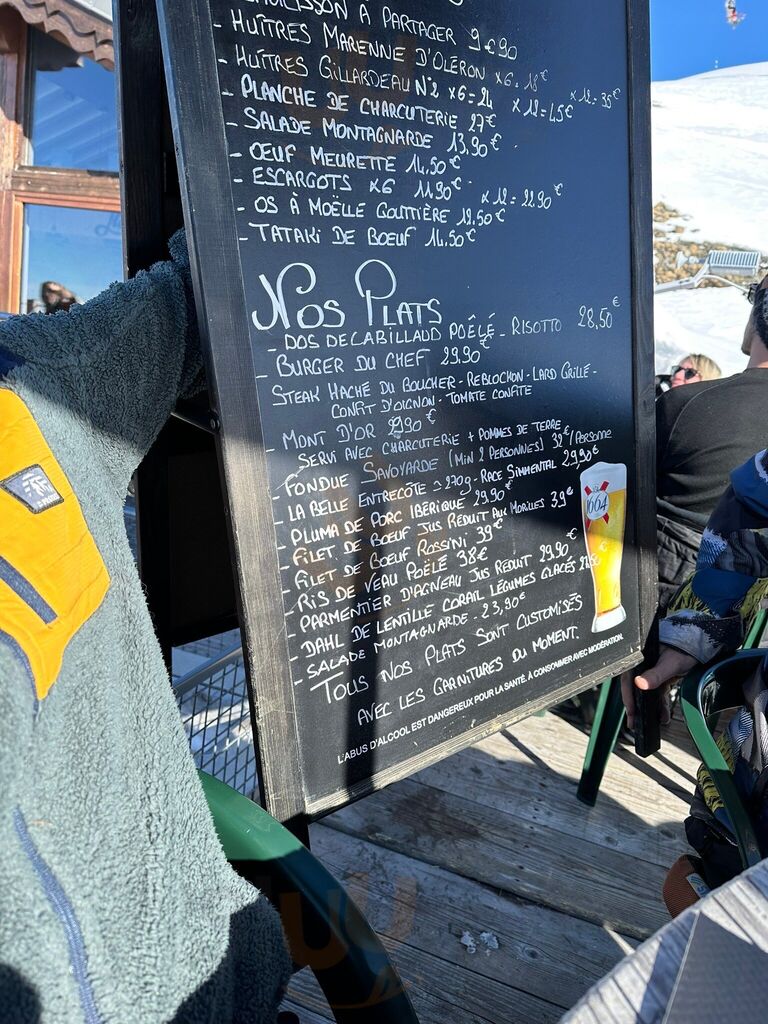 À PARTAGER 9€90
- HUÎTRES MARENNE D'OLÉRON x6 = 18€ x12 = 35€
- HUÎTRES GILLARDEAU N°2 x6 = 24 x12 = 45€
- PLANCHE DE CHARCUTERIE 27€
- SALADE MONTAGNARDE 13,90€
- OEUF MEURETTE 14,50€
- ESCARGOTS x6 11,90€ x12 = 22.90€
- OS À MOËLLE GOUTTIÈRE 12.50€
- TATAKI DE BOEUF 14.50€
NOS PLATS
- DOS DE CABILLAUD POÊLÉ - RISOTTO 28,50€
- BURGER DU CHEF 29,90€
STEAK HACHÉ DU BOUCHER - REBLOCHON - LARD GRILLÉ -
CONFIT D'OIGNON - TOMATE CONFITE
- MONT D'OR €
SERVI AVEC CHARCUTERIE + POMMES DE TERRE
- FONDUE SAVOYARDE (MIN 2 PERSONNES) 32€/PERSONNE
- LA BELLE ENTRECÔTE 270g - RACE SIMMENTAL 29,90€
- PLUMA DE PORC IBÉRIQUE 29,90€
- FILET DE BOEUF JUS RÉDUIT AUX MORILLES 39€
- FILET DE BOEUF ROSSINI 39€
- RIS DE VEAU POÊLÉ 38€
- PARMENTIER D'AGNEAU JUS RÉDUIT 29.90€
- DAHL DE LENTILLE CORAIL LÉGUMES GLACÉS
- SALADE MONTAGNARDE - 23,90€
TOUS NOS PLATS SONT CUSTOMISÉS
AVEC LES GARNITURES DU MOMENT.
L'ABUS D'ALCOOL EST DANGEREUX POUR LA SANTÉ. À CONSOMMER AVEC MODÉRATION.
1664